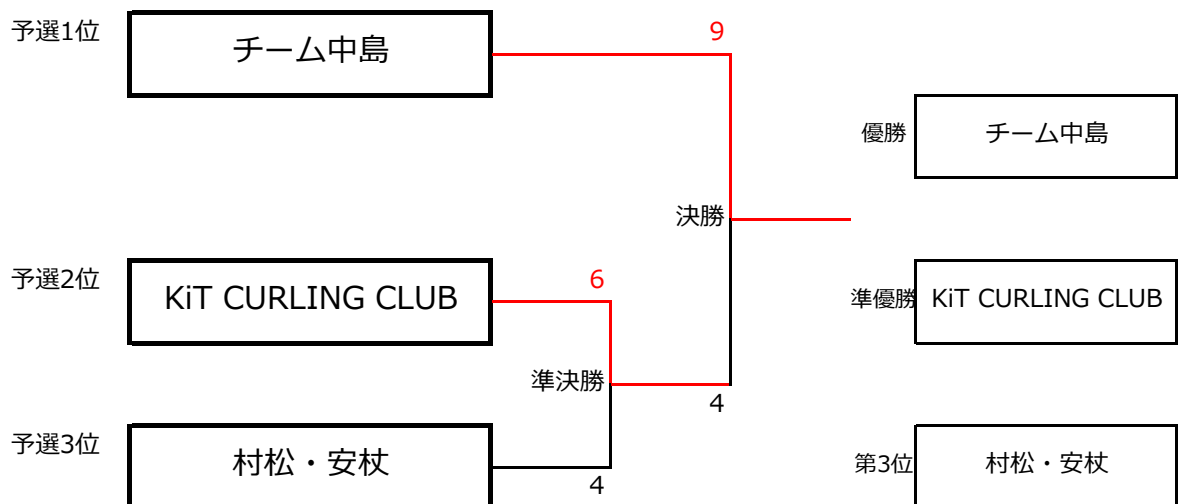 予選1位
チーム中島
9
優勝
チーム中島
決勝
予選2位
KiT CURLING CLUB
6
準優勝
KiT CURLING CLUB
準決勝
4
予選3位
村松・安杖
4
第3位
村松・安杖